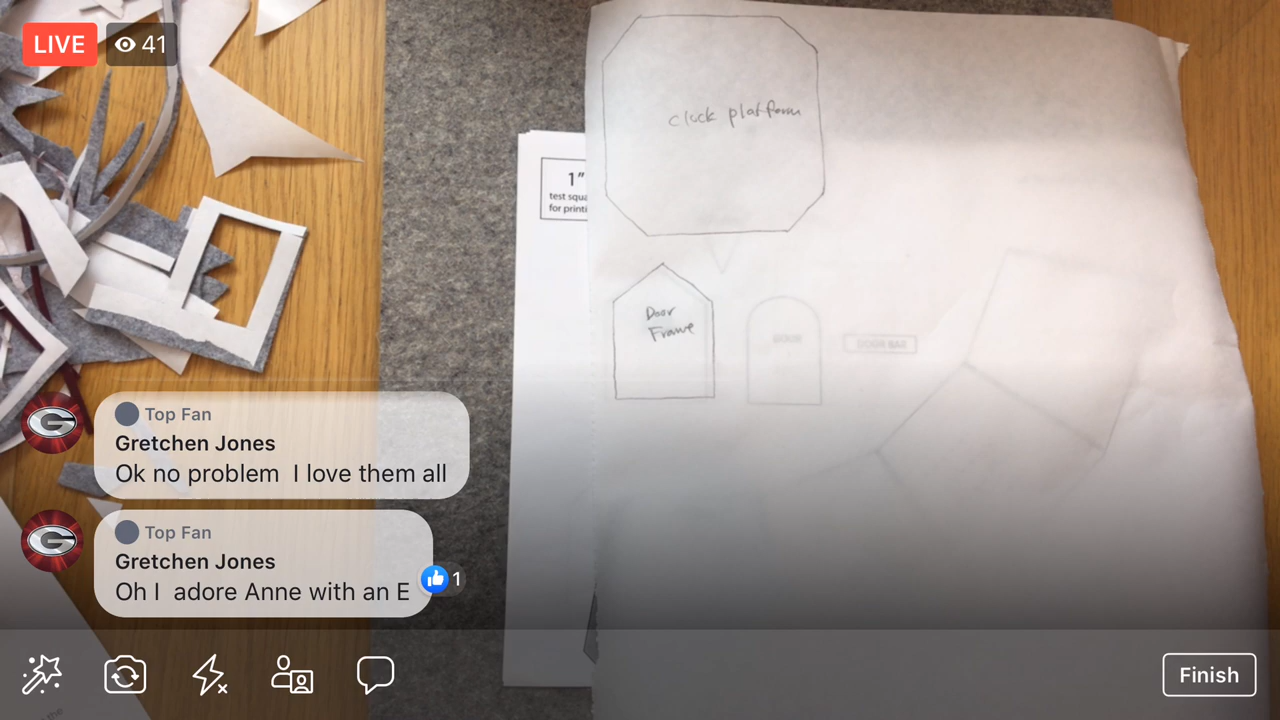 LIVE
41
clock platform
1"
test squa
for printi
Door
Frame
DOOR
DOOR BAR
Top Fan
Gretchen Jones
Ok no problem I love them all
Top Fan
Gretchen Jones
Oh I adore Anne with an E
1
Finish
the